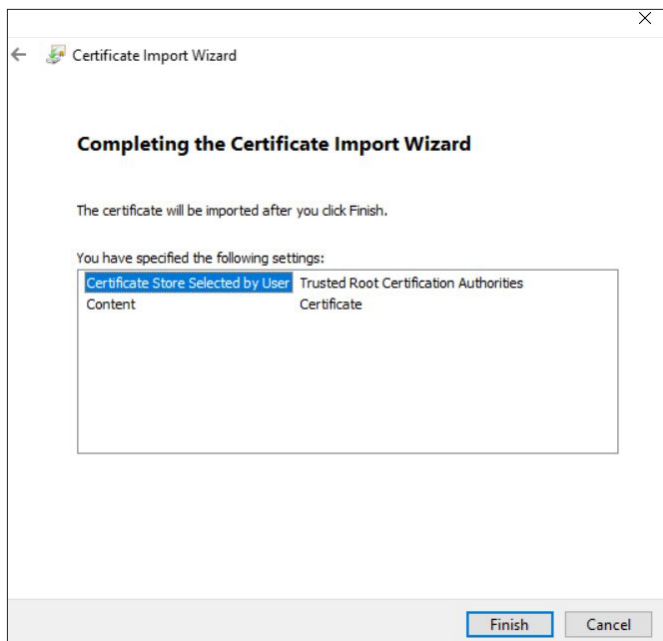 Certificate Import Wizard
Completing the Certificate Import Wizard
The certificate will be imported after you click Finish.
You have specified the following settings:
Certificate Store Selected by User Trusted Root Certification Authorities
Content Certificate
Finish Cancel